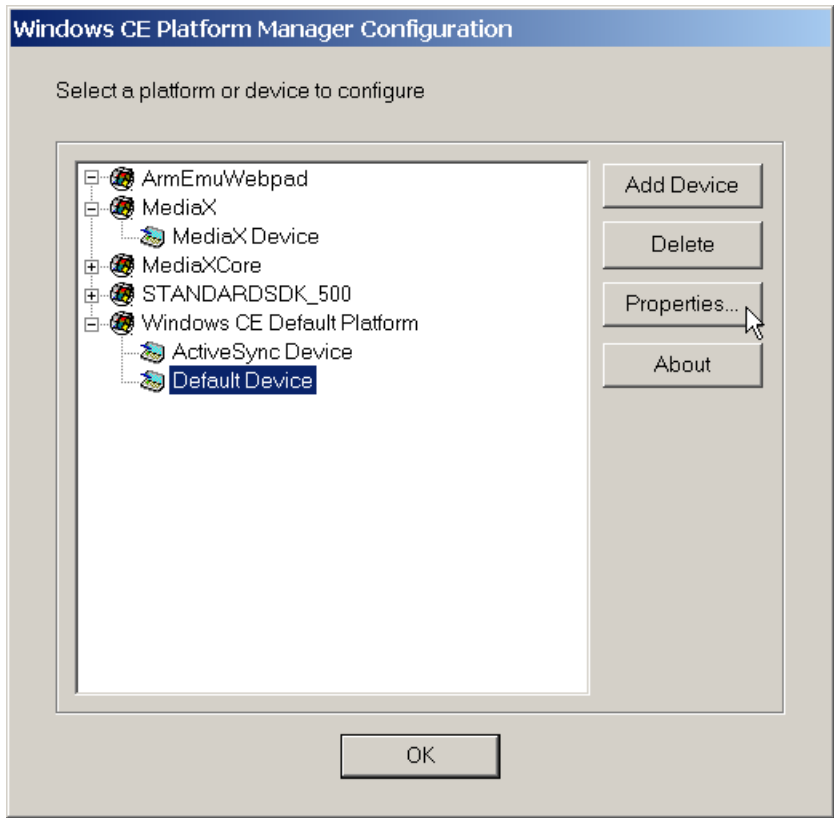 Windows CE Platform Manager Configuration
Select a platform or device to configure
ArmEmuWebpad
MediaX
MediaX Device
MediaXCore
STANDARDSDK_500
Windows CE Default Platform
ActiveSync Device
Default Device
Add Device
Delete
Properties...
About
OK